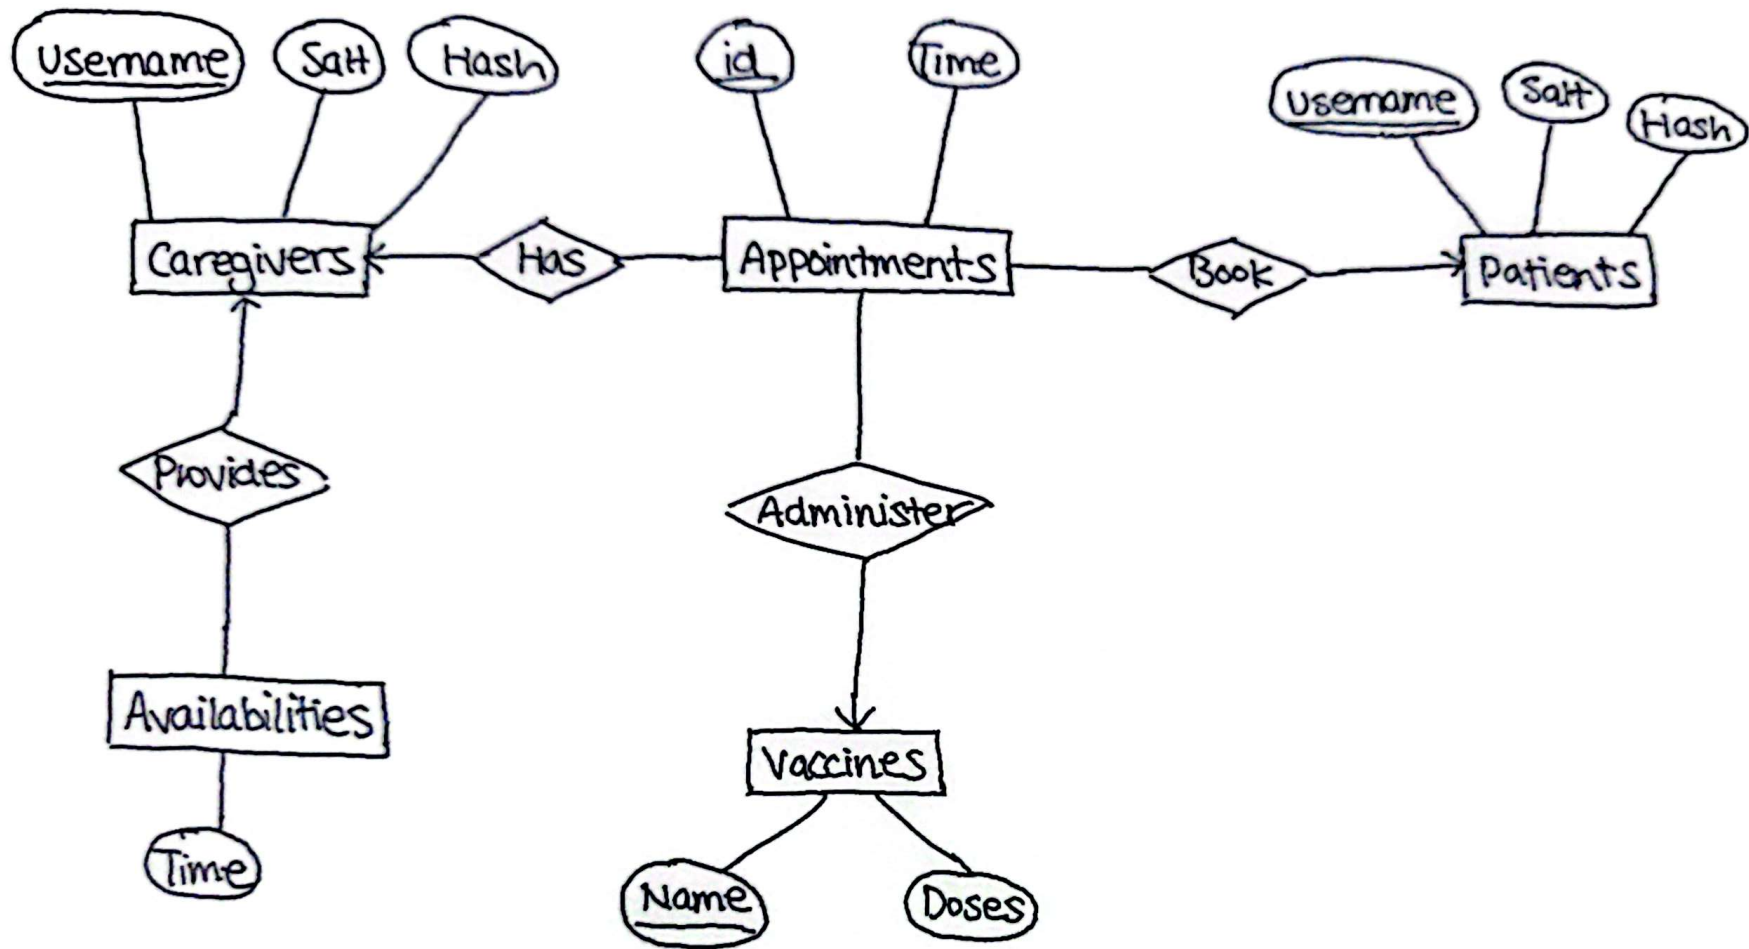 Username
Salt
Hash
id
Time
Username
Salt
Hash
Caregivers
Has
Appointments
Book
Patients
Provides
Administer
Availabilities
Vaccines
Time
Name
Doses